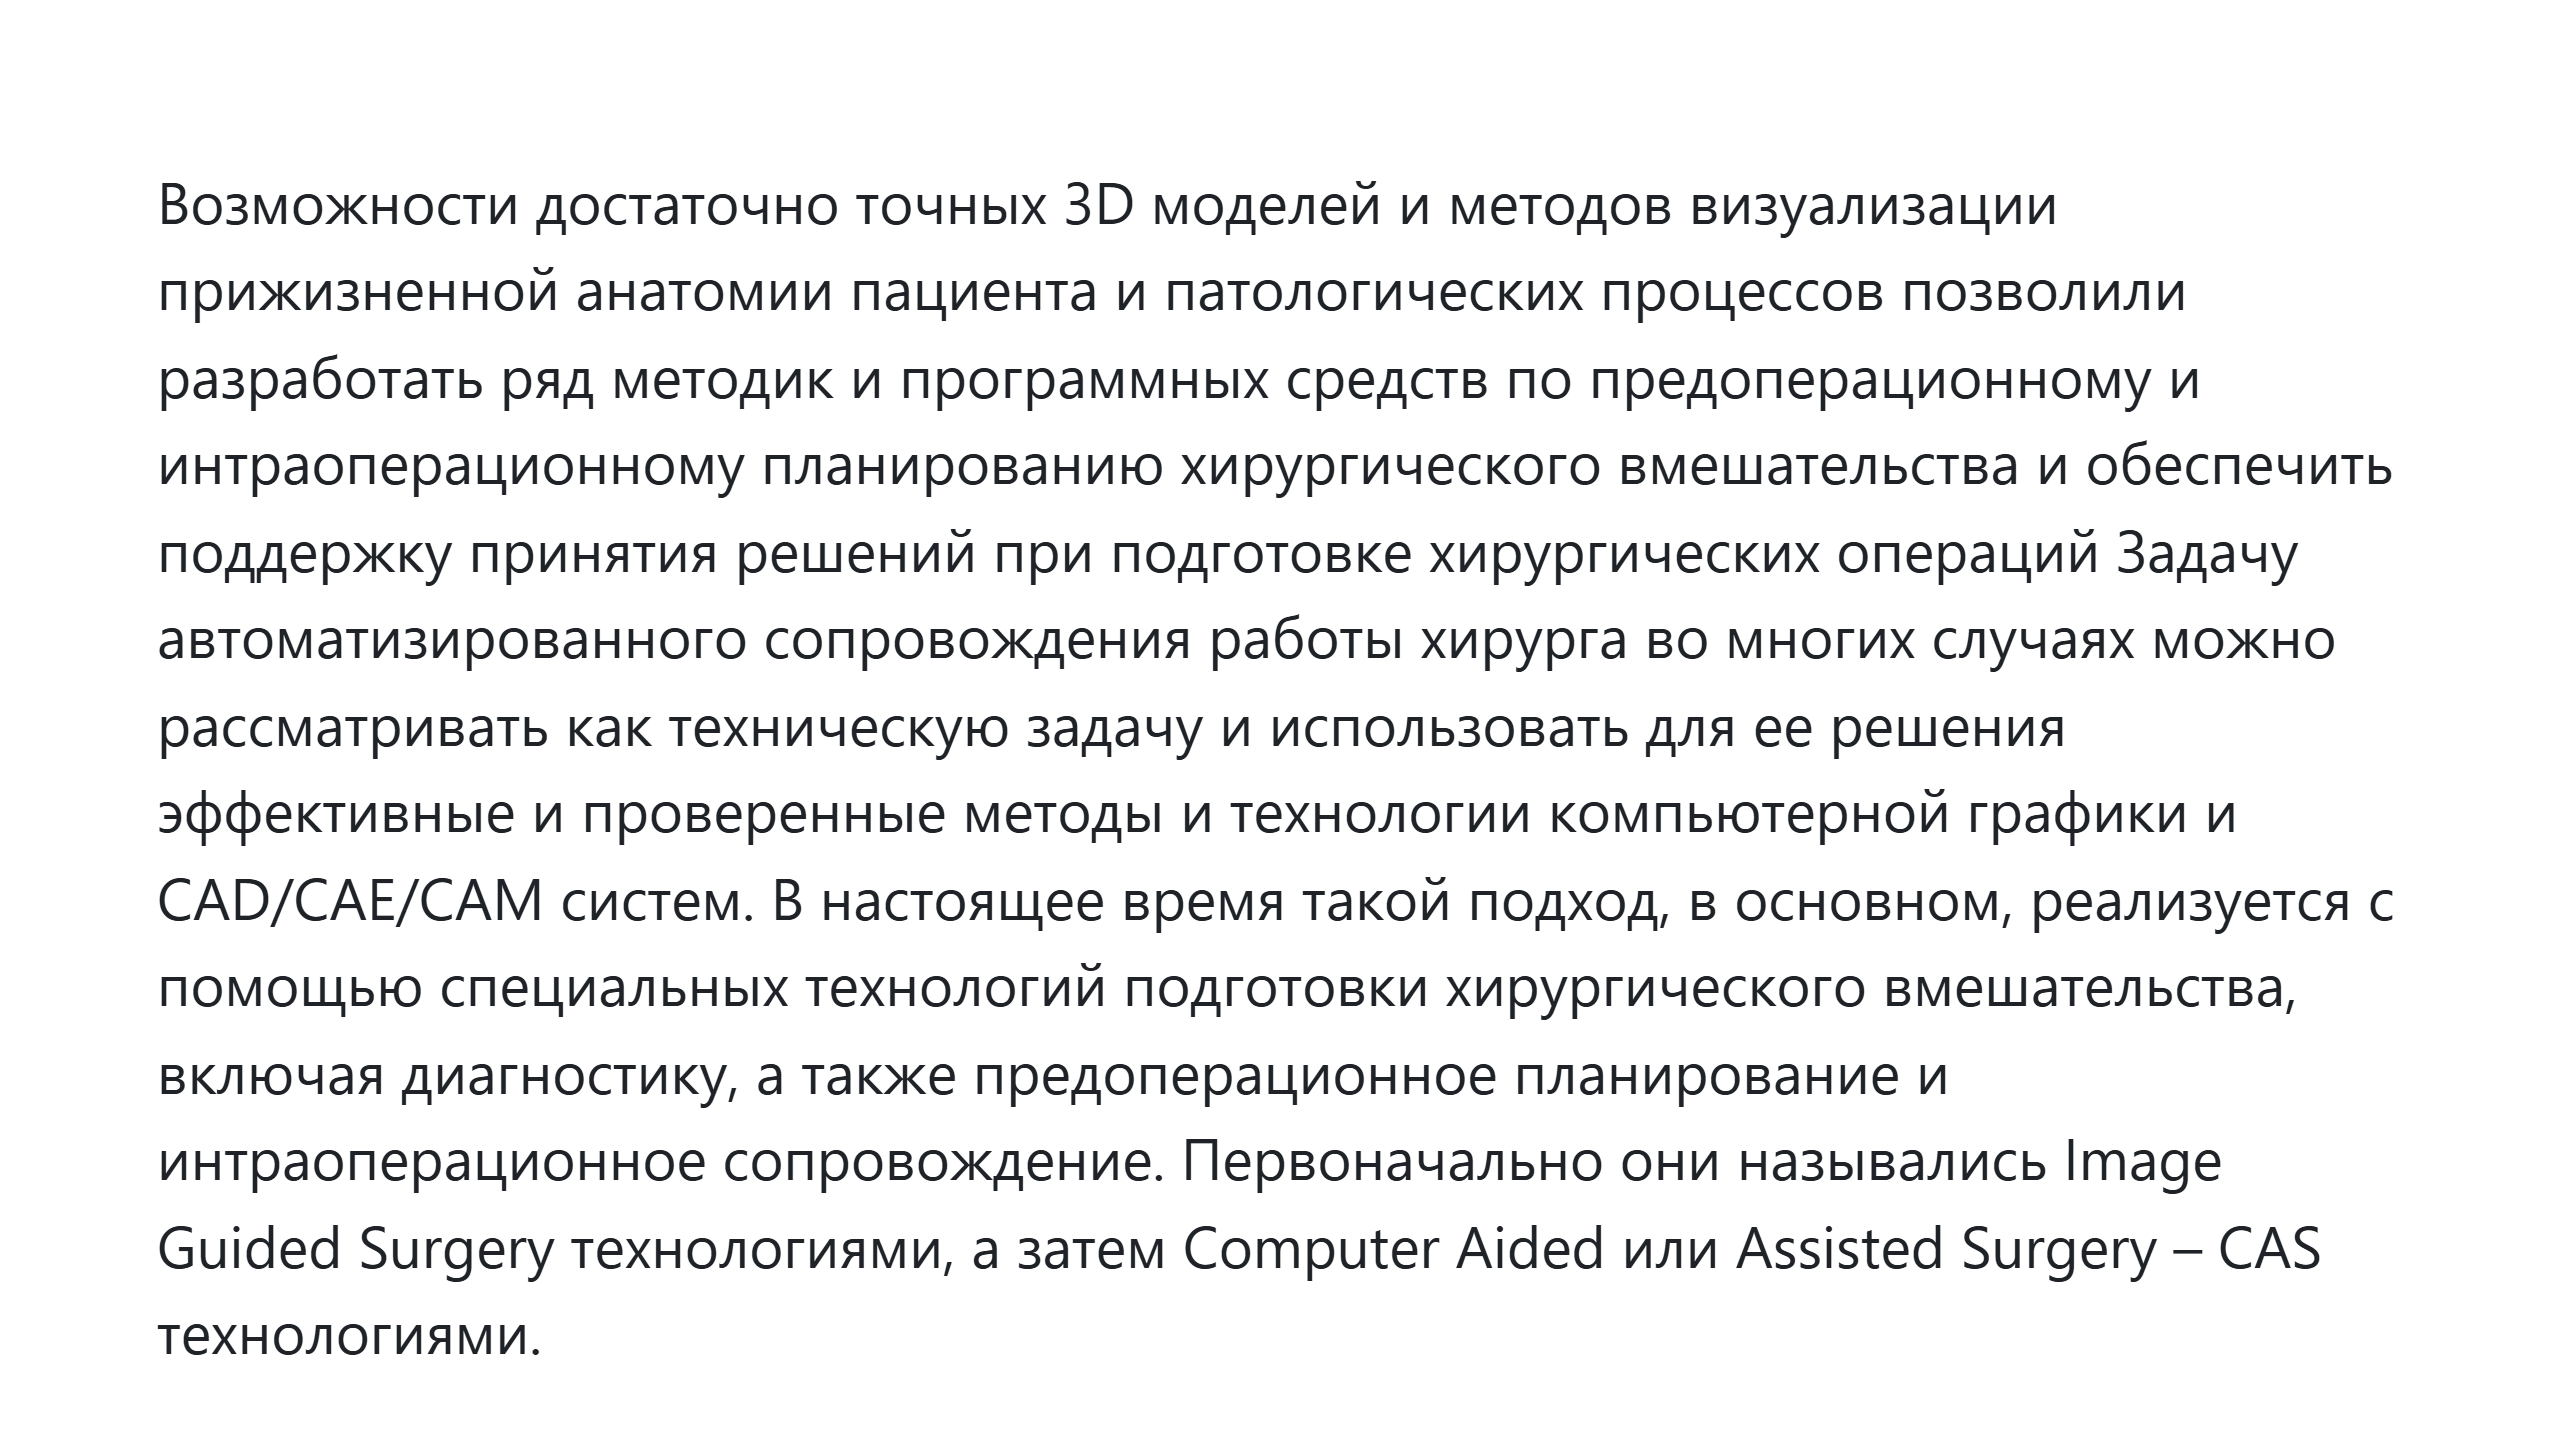 Возможности достаточно точных 3D моделей и методов визуализации
прижизненной анатомии пациента и патологических процессов позволили
разработать ряд методик и программных средств по предоперационному и
интраоперационному планированию хирургического вмешательства и обеспечить
поддержку принятия решений при подготовке хирургических операций Задачу
автоматизированного сопровождения работы хирурга во многих случаях можно
рассматривать как техническую задачу и использовать для ее решения
эффективные и проверенные методы и технологии компьютерной графики и
CAD/CAE/CAM систем. В настоящее время такой подход, в основном, реализуется с
помощью специальных технологий подготовки хирургического вмешательства,
включая диагностику, а также предоперационное планирование и
интраоперационное сопровождение. Первоначально они назывались Image
Guided Surgery технологиями, а затем Computer Aided или Assisted Surgery – CAS
технологиями.